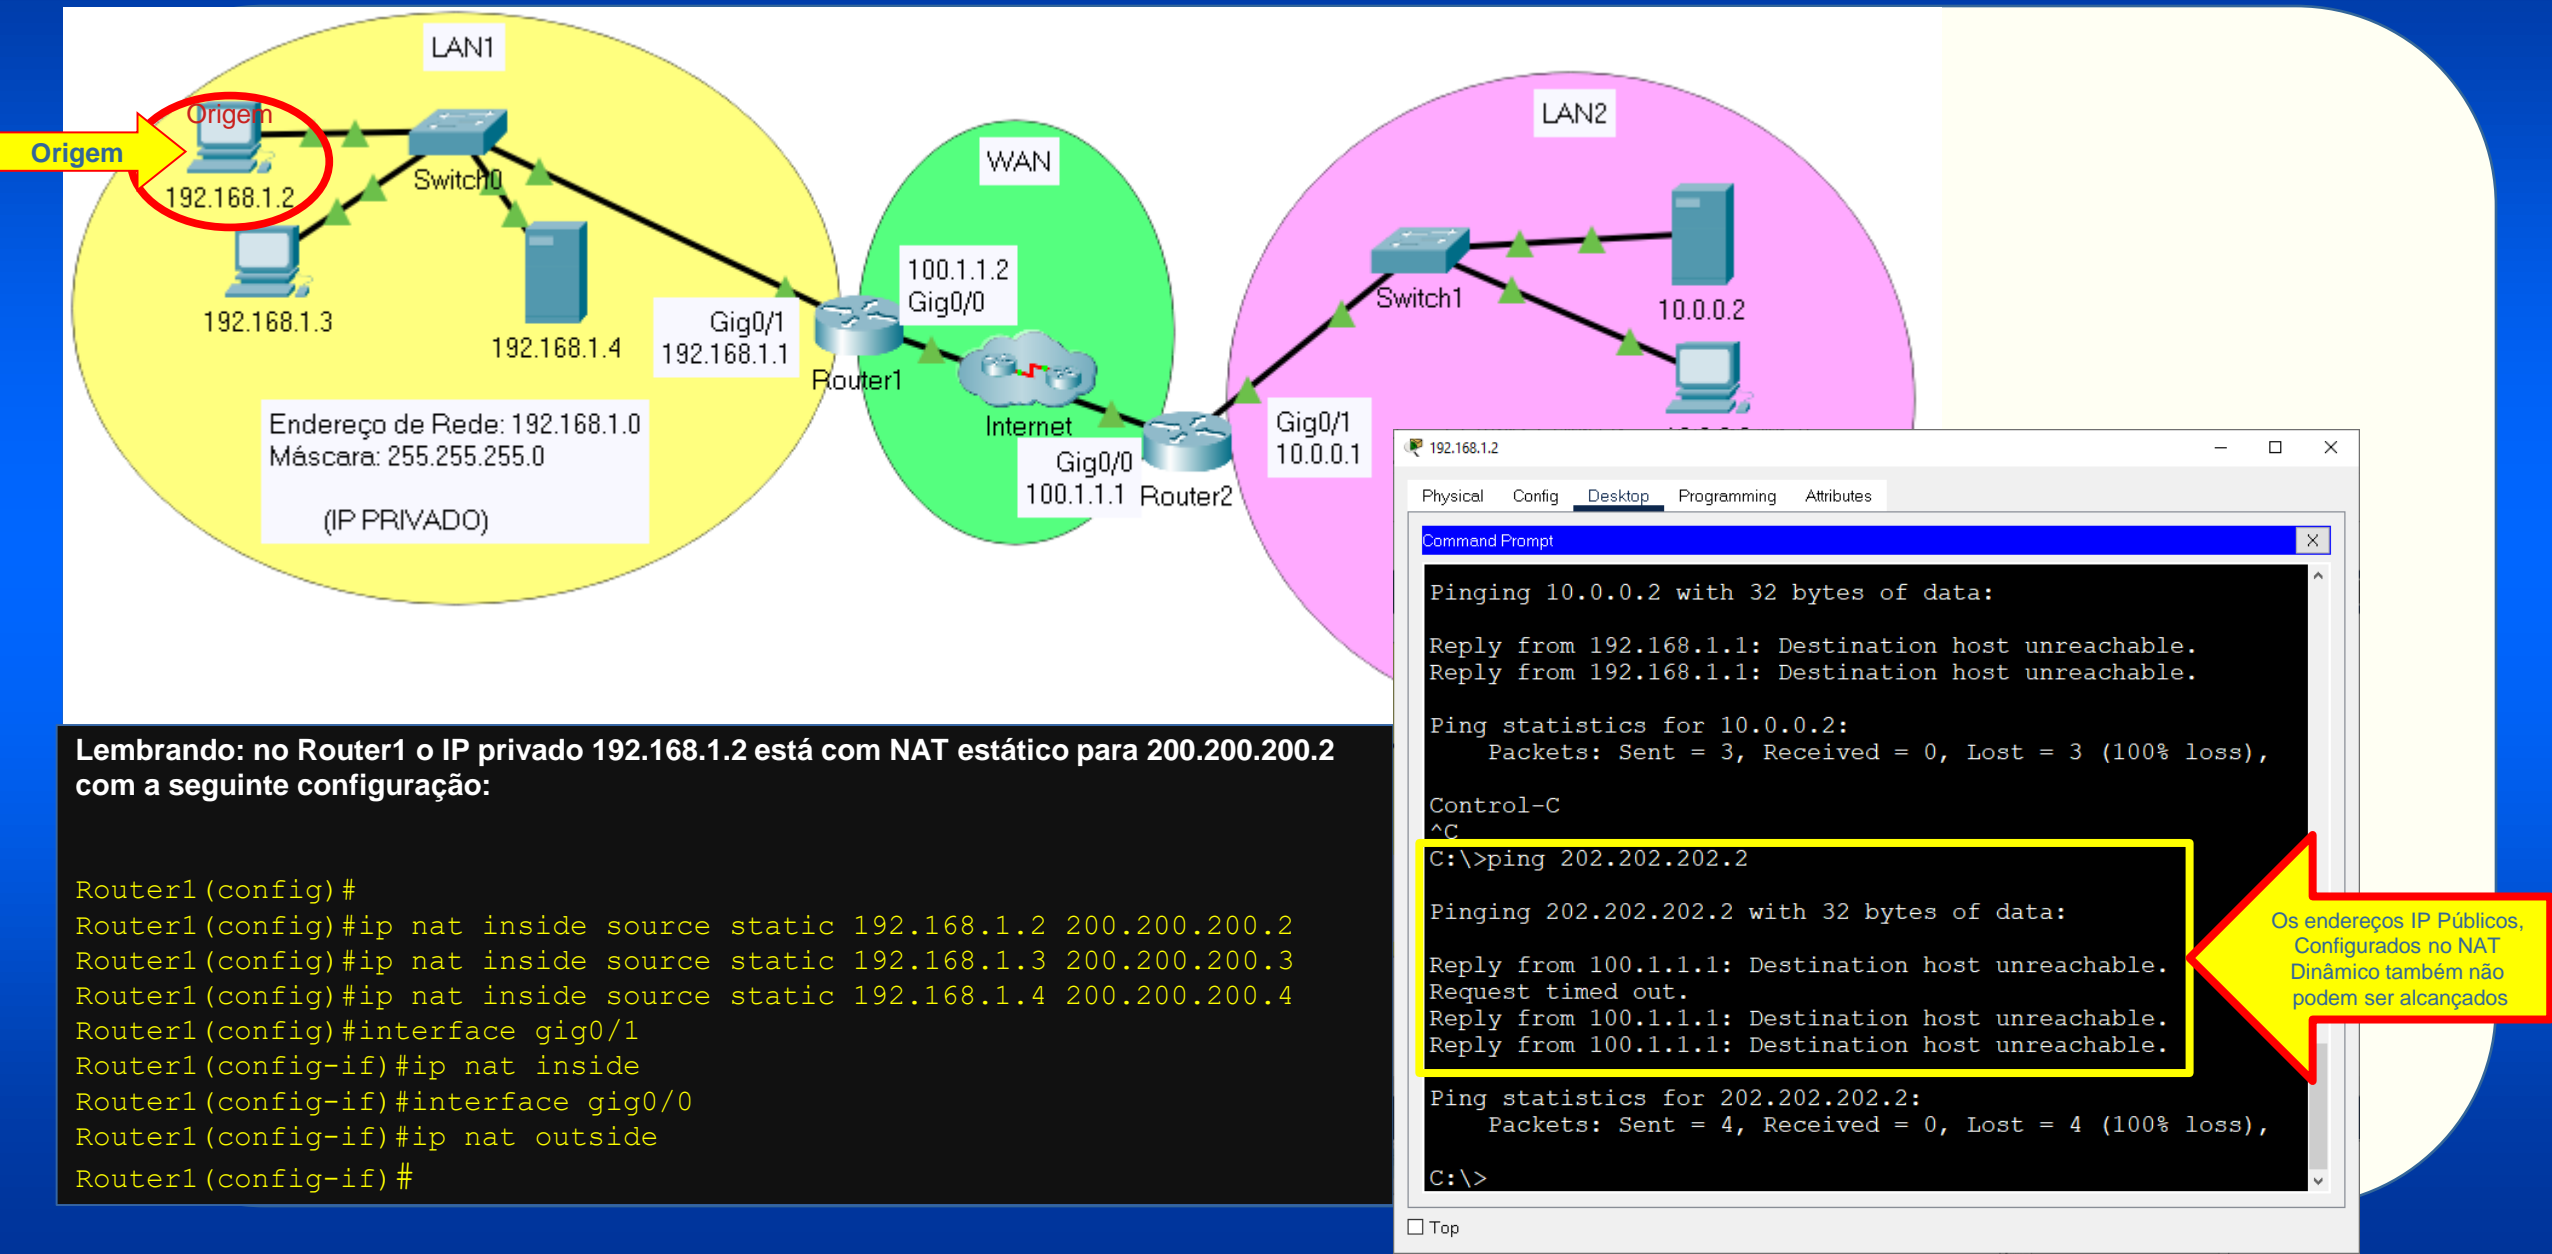 LAN1
Origem
Origem
192.168.1.2
Switch0
192.168.1.3
192.168.1.4
Gig0/1
192.168.1.1
Router1
Endereço de Rede: 192.168.1.0
Máscara: 255.255.255.0
(IP PRIVADO)
WAN
100.1.1.2
Gig0/0
Internet
Gig0/0
100.1.1.1
Router2
LAN2
Switch1
10.0.0.2
Gig0/1
10.0.0.1
Lembrando: no Router1 o IP privado 192.168.1.2 está com NAT estático para 200.200.200.2
com a seguinte configuração:
Router1(config)#
Router1(config)#ip nat inside source static 192.168.1.2 200.200.200.2
Router1(config)#ip nat inside source static 192.168.1.3 200.200.200.3
Router1(config)#ip nat inside source static 192.168.1.4 200.200.200.4
Router1(config)#interface gig0/1
Router1(config-if)#ip nat inside
Router1(config-if)#interface gig0/0
Router1(config-if)#ip nat outside
Router1(config-if)#
192.168.1.2
Physical Config Desktop Programming Attributes
Command Prompt
X
Pinging 10.0.0.2 with 32 bytes of data:
Reply from 192.168.1.1: Destination host unreachable.
Reply from 192.168.1.1: Destination host unreachable.
Ping statistics for 10.0.0.2:
Packets: Sent = 3, Received = 0, Lost = 3 (100% loss),
Control-C
^C
C:\>ping 202.202.202.2
Pinging 202.202.202.2 with 32 bytes of data:
Reply from 100.1.1.1: Destination host unreachable.
Request timed out.
Reply from 100.1.1.1: Destination host unreachable.
Reply from 100.1.1.1: Destination host unreachable.
Ping statistics for 202.202.202.2:
Packets: Sent = 4, Received = 0, Lost = 4 (100% loss),
C:\>
Top
Os endereços IP Públicos,
Configurados no NAT
Dinâmico também não
podem ser alcançados